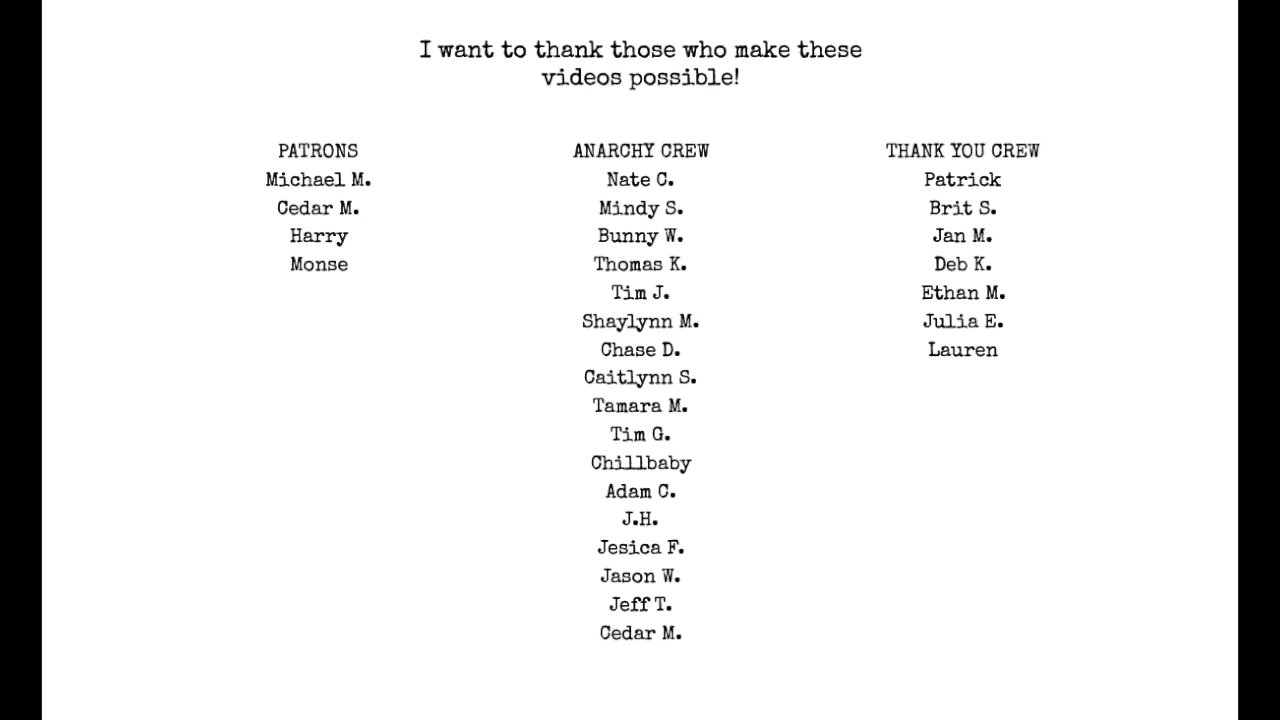 I want to thank those who make these
videos possible!
PATRONS
Michael M.
Cedar M.
Harry
Monse
ANARCHY CREW
Nate C.
Mindy S.
Bunny W.
Thomas K.
Tim J.
Shaylynn M.
Chase D.
Caitlynn S.
Tamara M.
Tim G.
Chillbaby
Adam C.
J.H.
Jesica F.
Jason W.
Jeff T.
Cedar M.
THANK YOU CREW
Patrick
Brit S.
Jan M.
Deb K.
Ethan M.
Julia E.
Lauren